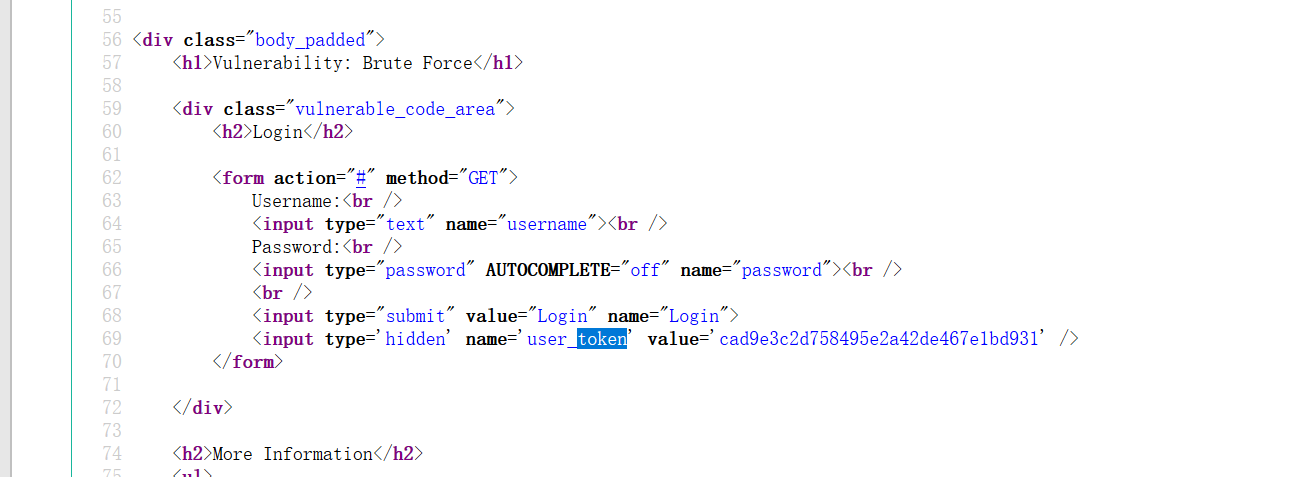 55
56 <div class="body_padded">
57 <h1>Vulnerability: Brute Force</h1>
58
59 <div class="vulnerable_code_area">
60 <h2>Login</h2>
61
62 <form action="#" method="GET">
63 Username:<br />
64 <input type="text" name="username"><br />
65 Password:<br />
66 <input type="password" AUTOCOMPLETE="off" name="password"><br />
67 <br />
68 <input type="submit" value="Login" name="Login">
69 <input type='hidden' name='user_token' value='cad9e3c2d758495e2a42de467e1bd931' />
70 </form>
71
72 </div>
73
74 <h2>More Information</h2>
75 <ul>